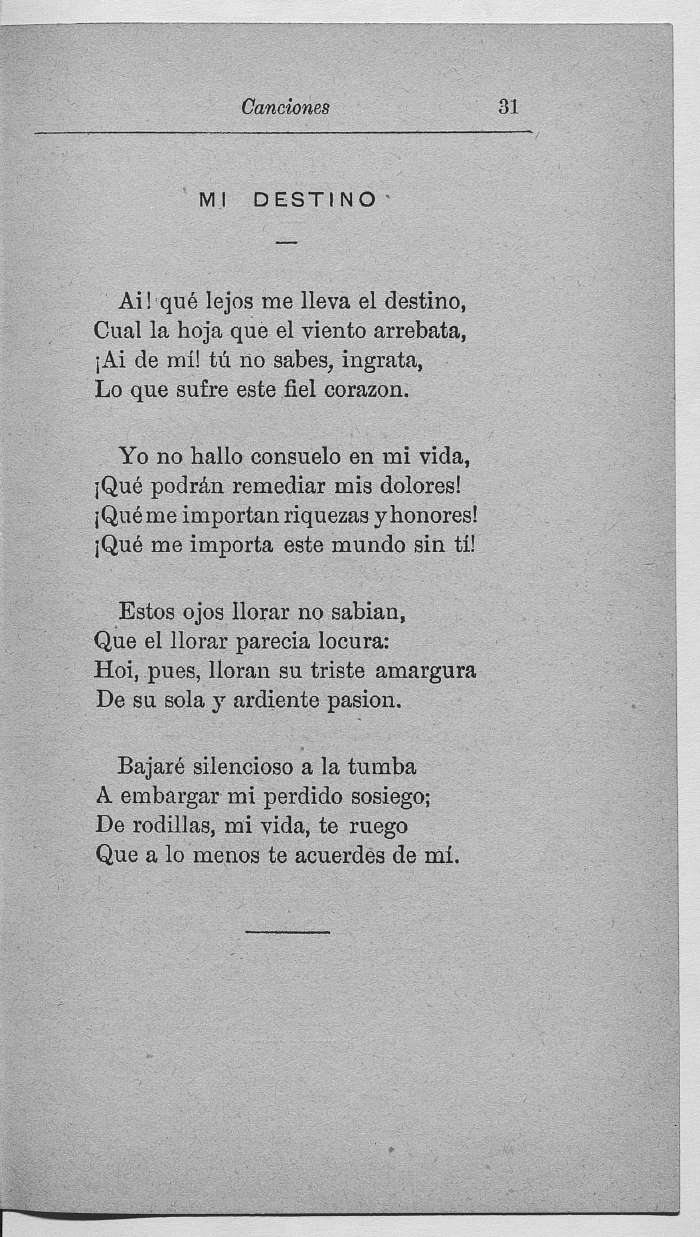 Canciones 31
MI DESTINO
Ai! qué lejos me lleva el destino,
Cual la hoja que el viento arrebata,
¡Ai de mí! tú no sabes, ingrata,
Lo que sufre este fiel corazon.
Yo no hallo consuelo en mi vida,
¡Qué podrán remediar mis dolores!
¡Qué me importan riquezas y honores!
¡Qué me importa este mundo sin tí!
Estos ojos llorar no sabian,
Que el llorar parecia locura:
Hoi, pues, lloran su triste amargura
De su sola y ardiente pasion.
Bajaré silencioso a la tumba
A embargar mi perdido sosiego;
De rodillas, mi vida, te ruego
Que a lo menos te acuerdes de mí.